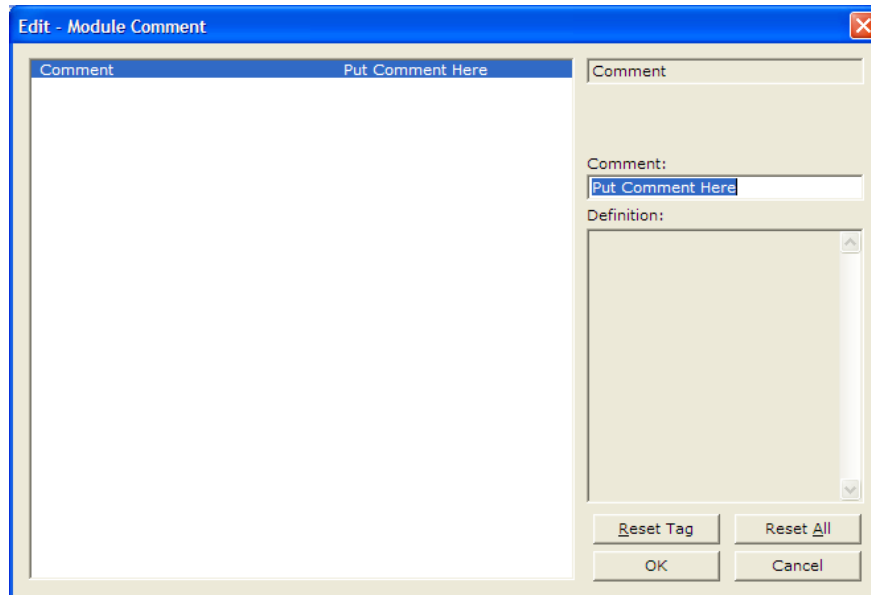 Edit - Module Comment
Comment Put Comment Here
Comment
Comment:
Put Comment Here
Definition:
Reset Tag Reset All
OK Cancel